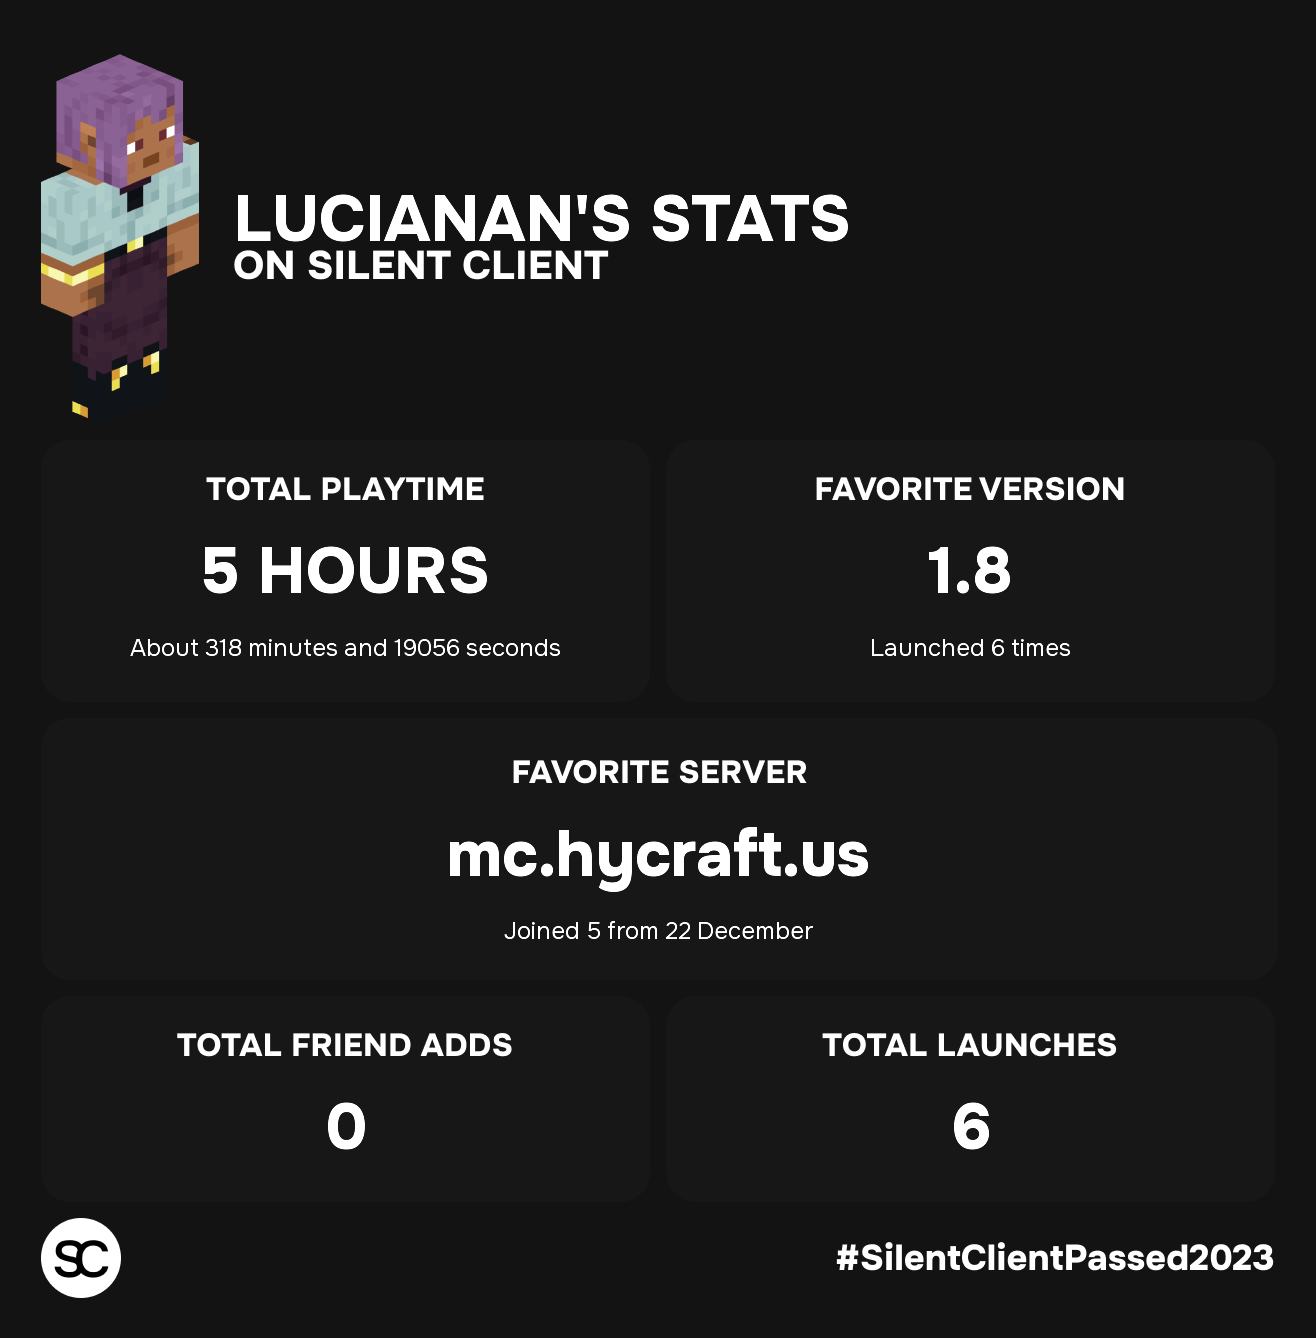 LUCIANAN'S STATS
ON SILENT CLIENT
TOTAL PLAYTIME
5 HOURS
About 318 minutes and 19056 seconds
FAVORITE VERSION
1.8
Launched 6 times
FAVORITE SERVER
mc.hycraft.us
Joined 5 from 22 December
TOTAL FRIEND ADDS
0
TOTAL LAUNCHES
6
SC
#SilentClientPassed2023